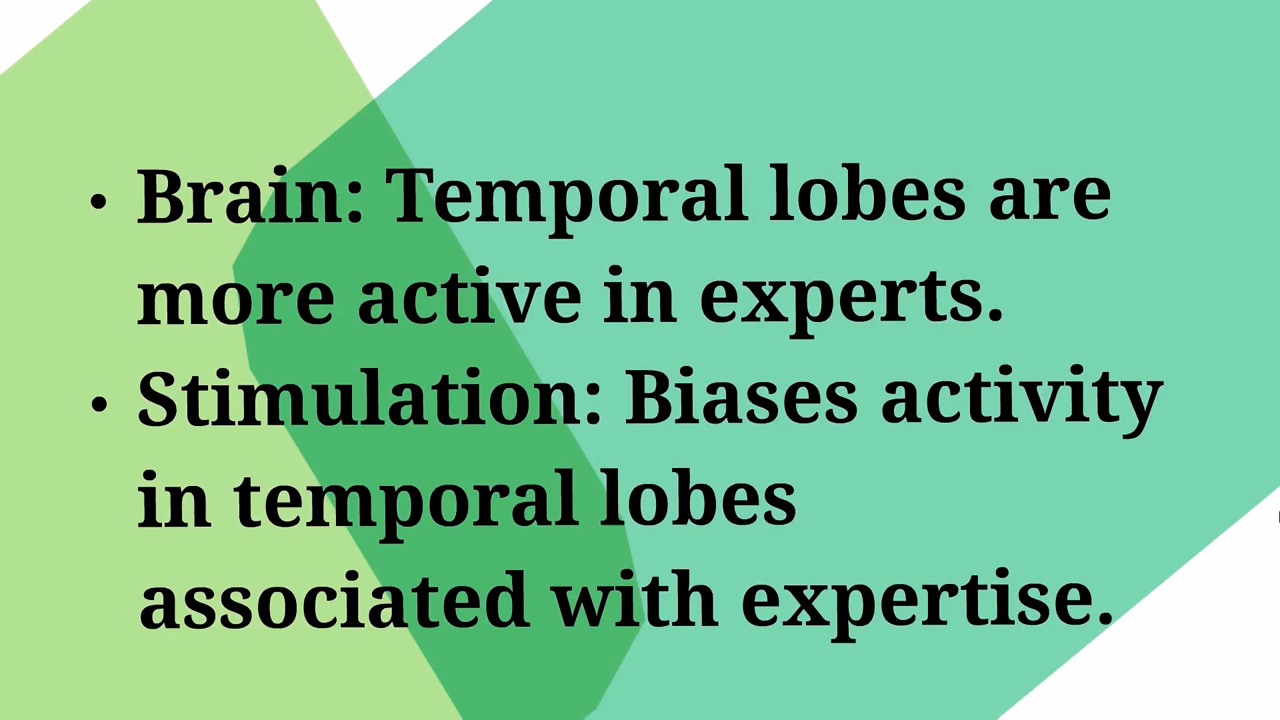 • Brain: Temporal lobes are
more active in experts.
• Stimulation: Biases activity
in temporal lobes
associated with expertise.